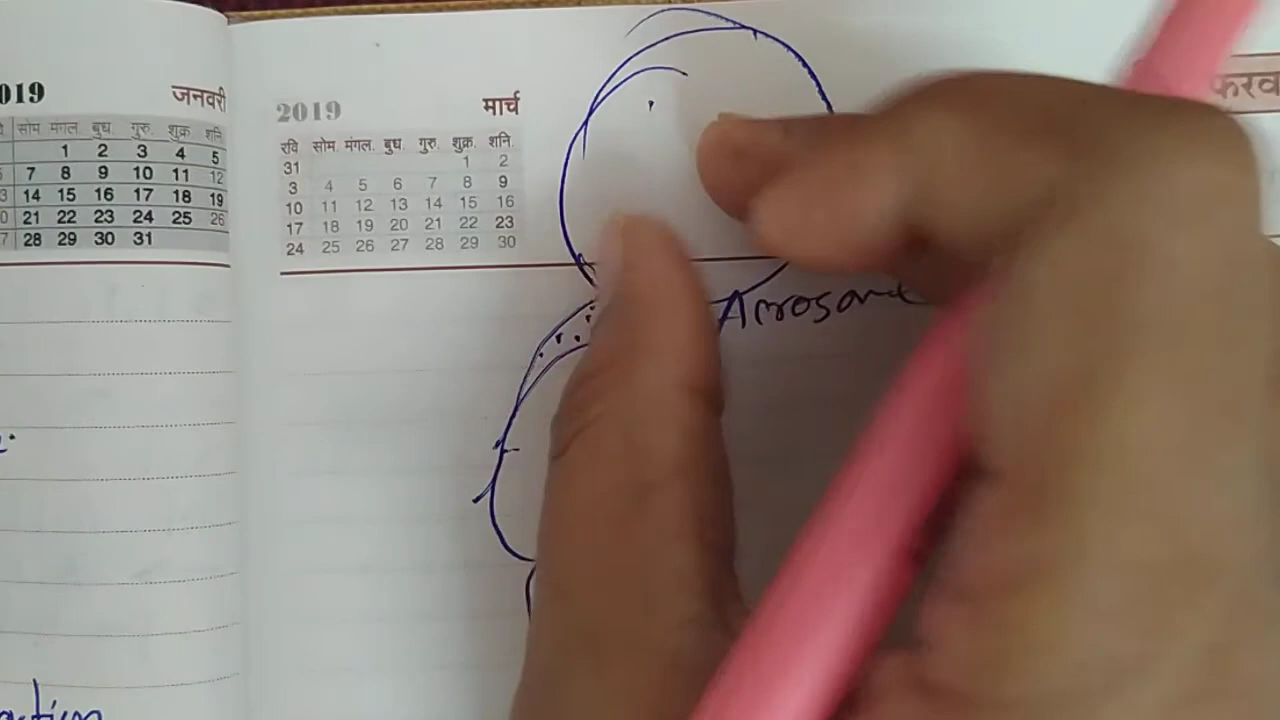 2019 जनवरी
सोम मंगल बुध. गुरु. शुक्र शनि
1 2 3 4 5
7 8 9 10 11 12
14 15 16 17 18 19
21 22 23 24 25 26
28 29 30 31
2019 मार्च
रवि सोम. मंगल. बुध. गुरु. शुक्र. शनि.
31 1 2
3 4 5 6 7 8 9
10 11 12 13 14 15 16
17 18 19 20 21 22 23
24 25 26 27 28 29 30